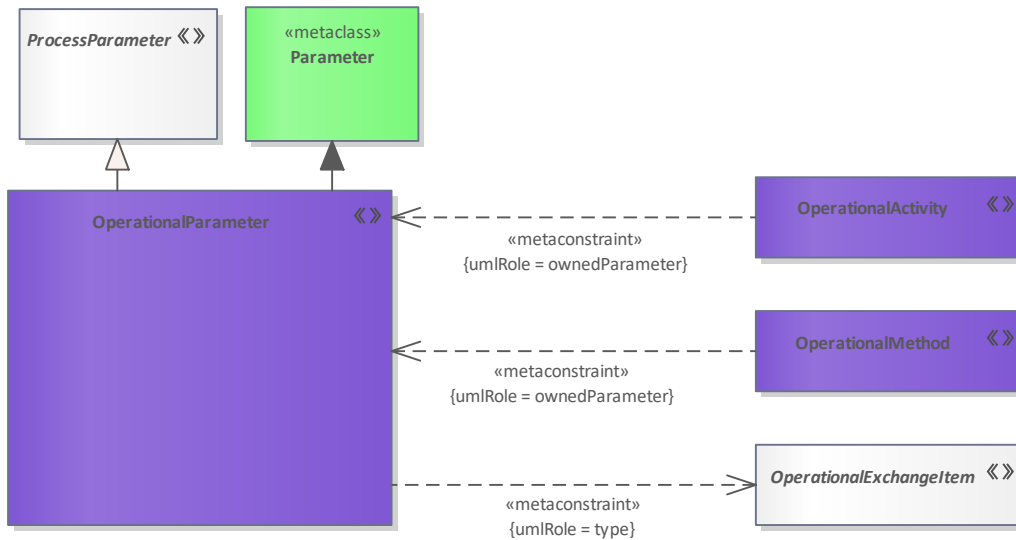 ProcessParameter «»
«metaclass»
Parameter
OperationalParameter «»
OperationalActivity «»
«metaconstraint»
{umlRole = ownedParameter}
OperationalMethod «»
«metaconstraint»
{umlRole = ownedParameter}
OperationalExchangeItem «»
«metaconstraint»
{umlRole = type}